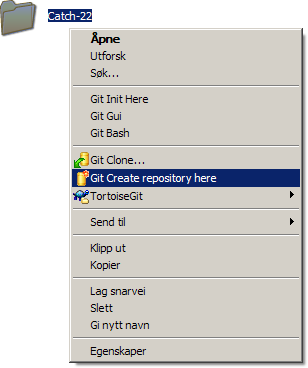 Catch-22
Åpne
Utforsk
Søk...
Git Init Here
Git Gui
Git Bash
Git Clone...
Git Create repository here
TortoiseGit
Send til
Klipp ut
Kopier
Lag snarvei
Slett
Gi nytt navn
Egenskaper